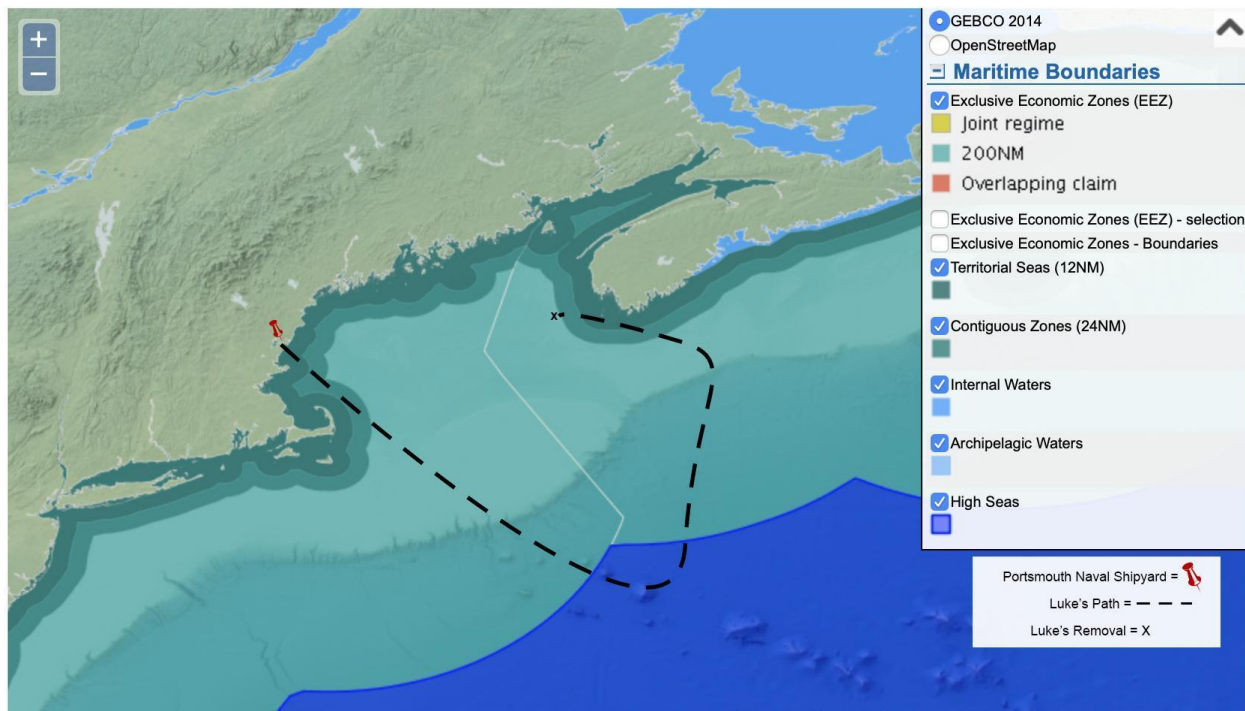 +
−
GEBCO 2014
OpenStreetMap
Maritime Boundaries
Exclusive Economic Zones (EEZ)
Joint regime
200NM
Overlapping claim
Exclusive Economic Zones (EEZ) - selection
Exclusive Economic Zones - Boundaries
Territorial Seas (12NM)
Contiguous Zones (24NM)
Internal Waters
Archipelagic Waters
High Seas
x
Portsmouth Naval Shipyard =
Luke's Path = – – – –
Luke's Removal = X